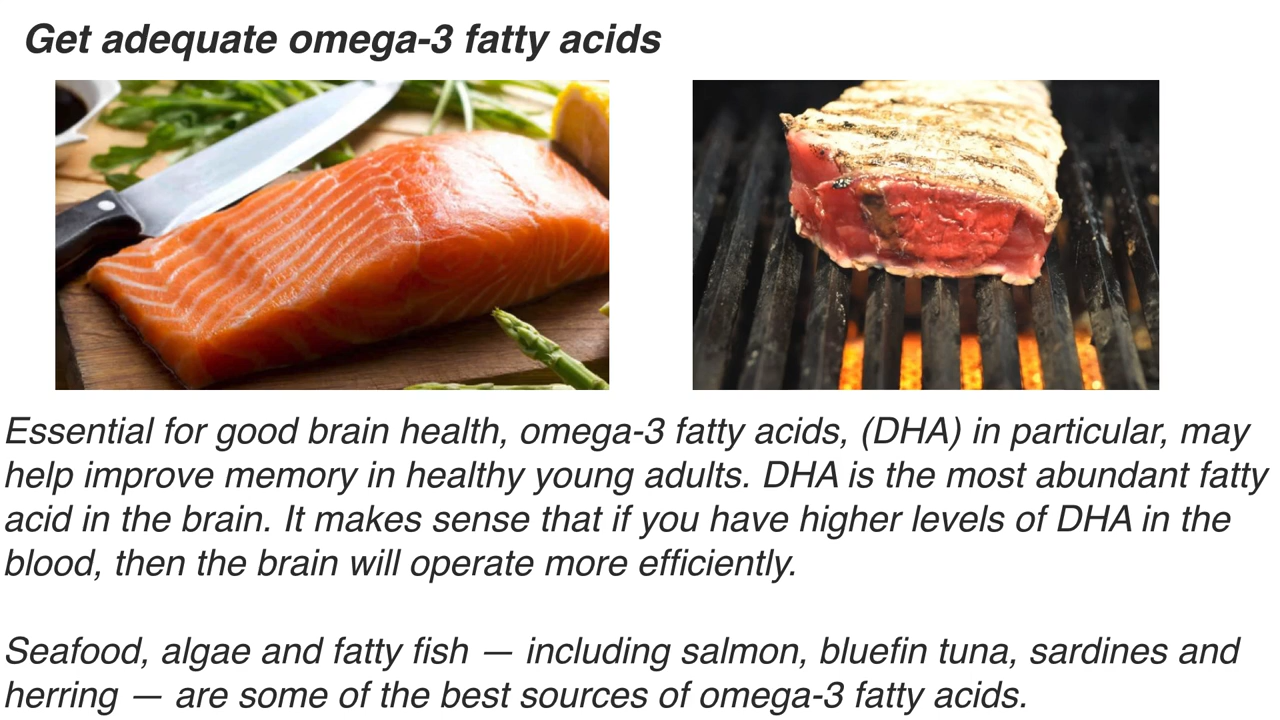 Get adequate omega-3 fatty acids
Essential for good brain health, omega-3 fatty acids, (DHA) in particular, may
help improve memory in healthy young adults. DHA is the most abundant fatty
acid in the brain. It makes sense that if you have higher levels of DHA in the
blood, then the brain will operate more efficiently.
Seafood, algae and fatty fish — including salmon, bluefin tuna, sardines and
herring — are some of the best sources of omega-3 fatty acids.